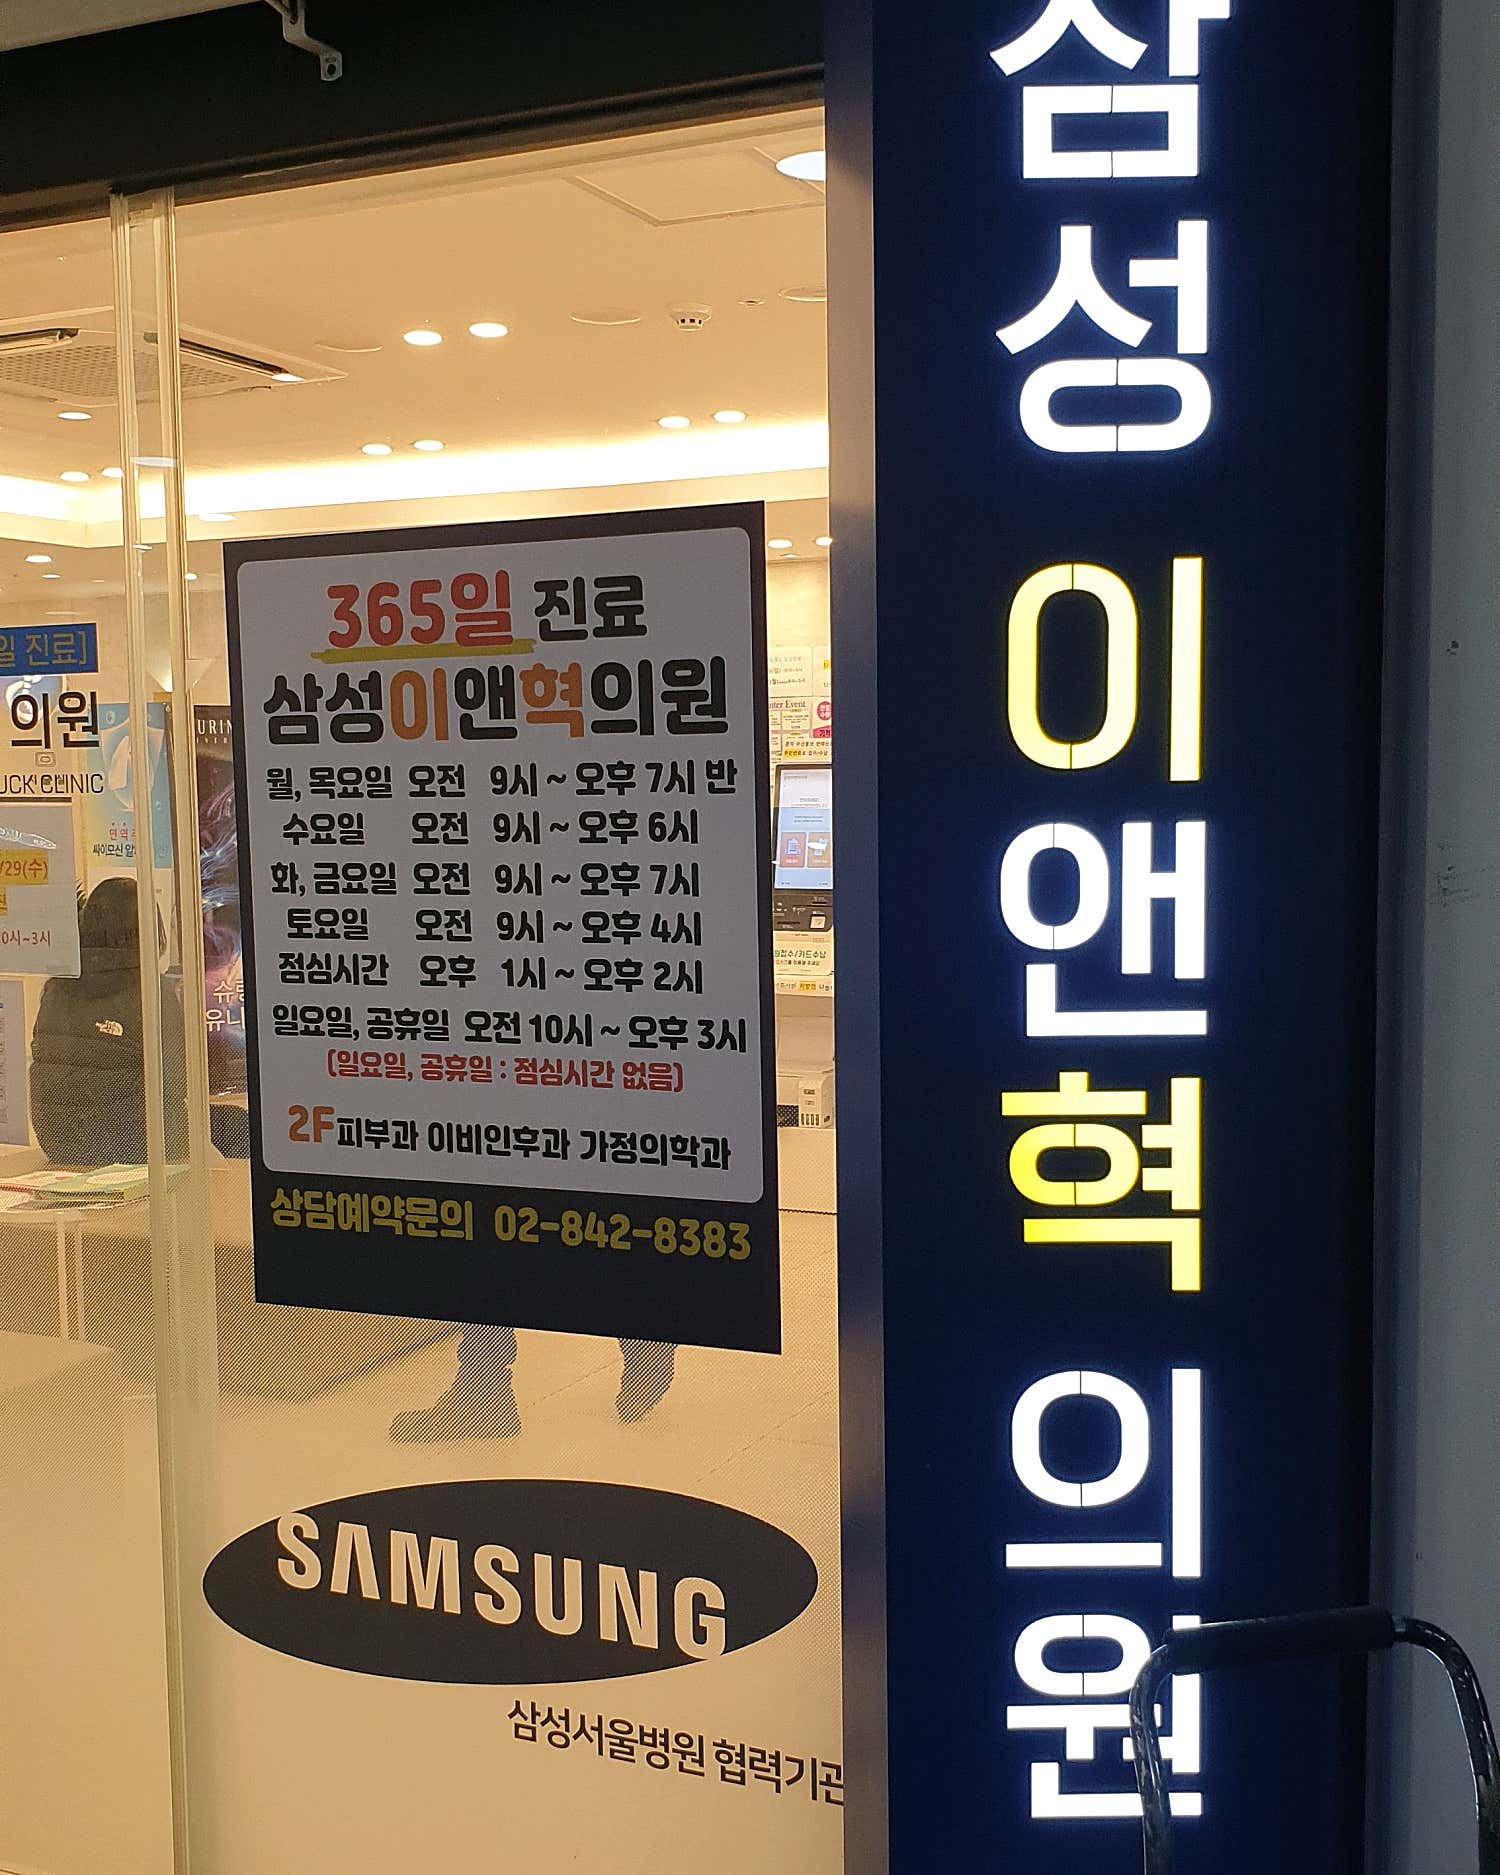 삼성 이앤혁 의원
365일 진료
삼성이앤혁의원
월, 목요일 오전 9시 ~ 오후 7시 반
수요일 오전 9시 ~ 오후 6시
화, 금요일 오전 9시 ~ 오후 7시
토요일 오전 9시 ~ 오후 4시
점심시간 오후 1시 ~ 오후 2시
일요일, 공휴일 오전 10시 ~ 오후 3시
(일요일, 공휴일 : 점심시간 없음)
2F 피부과 이비인후과 가정의학과
상담예약문의 02-842-8383
SAMSUNG
삼성서울병원 협력기관
일 진료]
의원
CLINIC
/29(수)
0시~3시